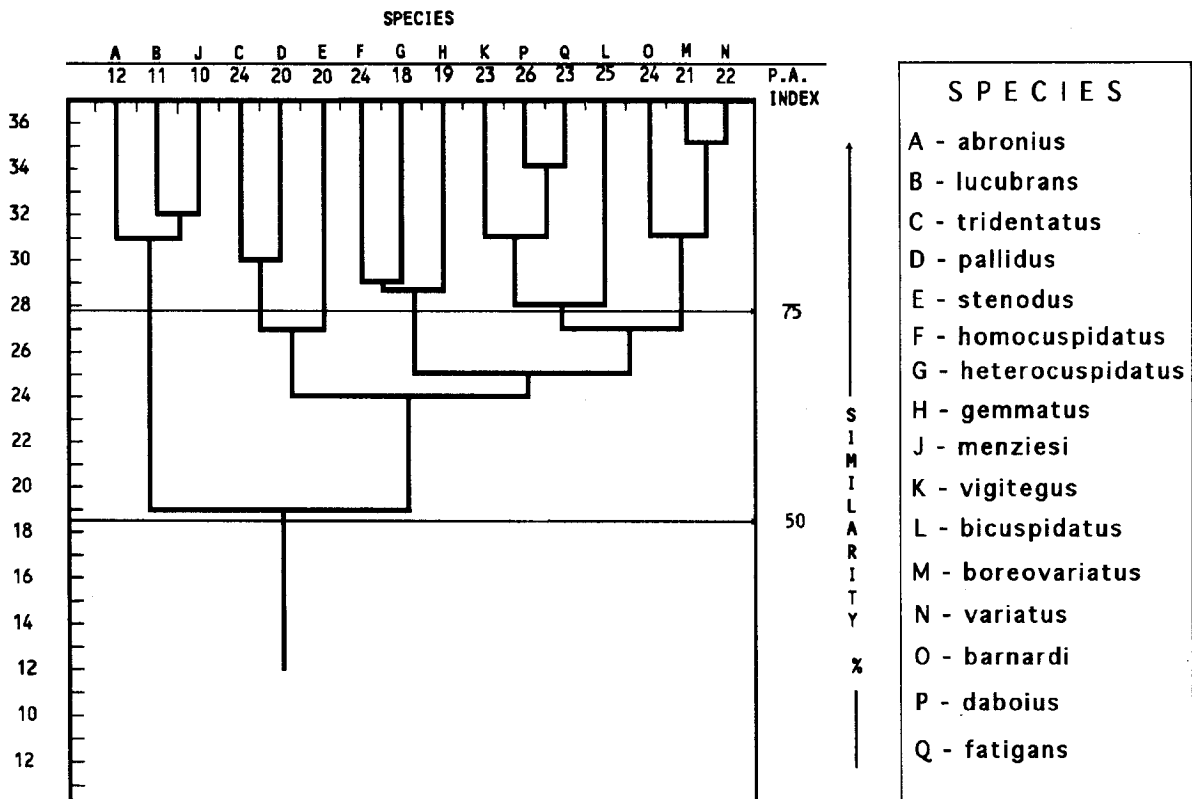 SPECIES
A B J C D E F G H K P Q L O M N
12 11 10 24 20 20 24 18 19 23 26 23 25 24 21 22 P.A.
INDEX
36
34
32
30
28
26
24
22
20
18
16
14
12
10
12
75
50
SIMILARITY %
SPECIES
A - abronius
B - lucubrans
C - tridentatus
D - pallidus
E - stenodus
F - homocuspidatus
G - heterocuspidatus
H - gemmatus
J - menziesi
K - vigitegus
L - bicuspidatus
M - boreovariatus
N - variatus
O - barnardi
P - daboius
Q - fatigans